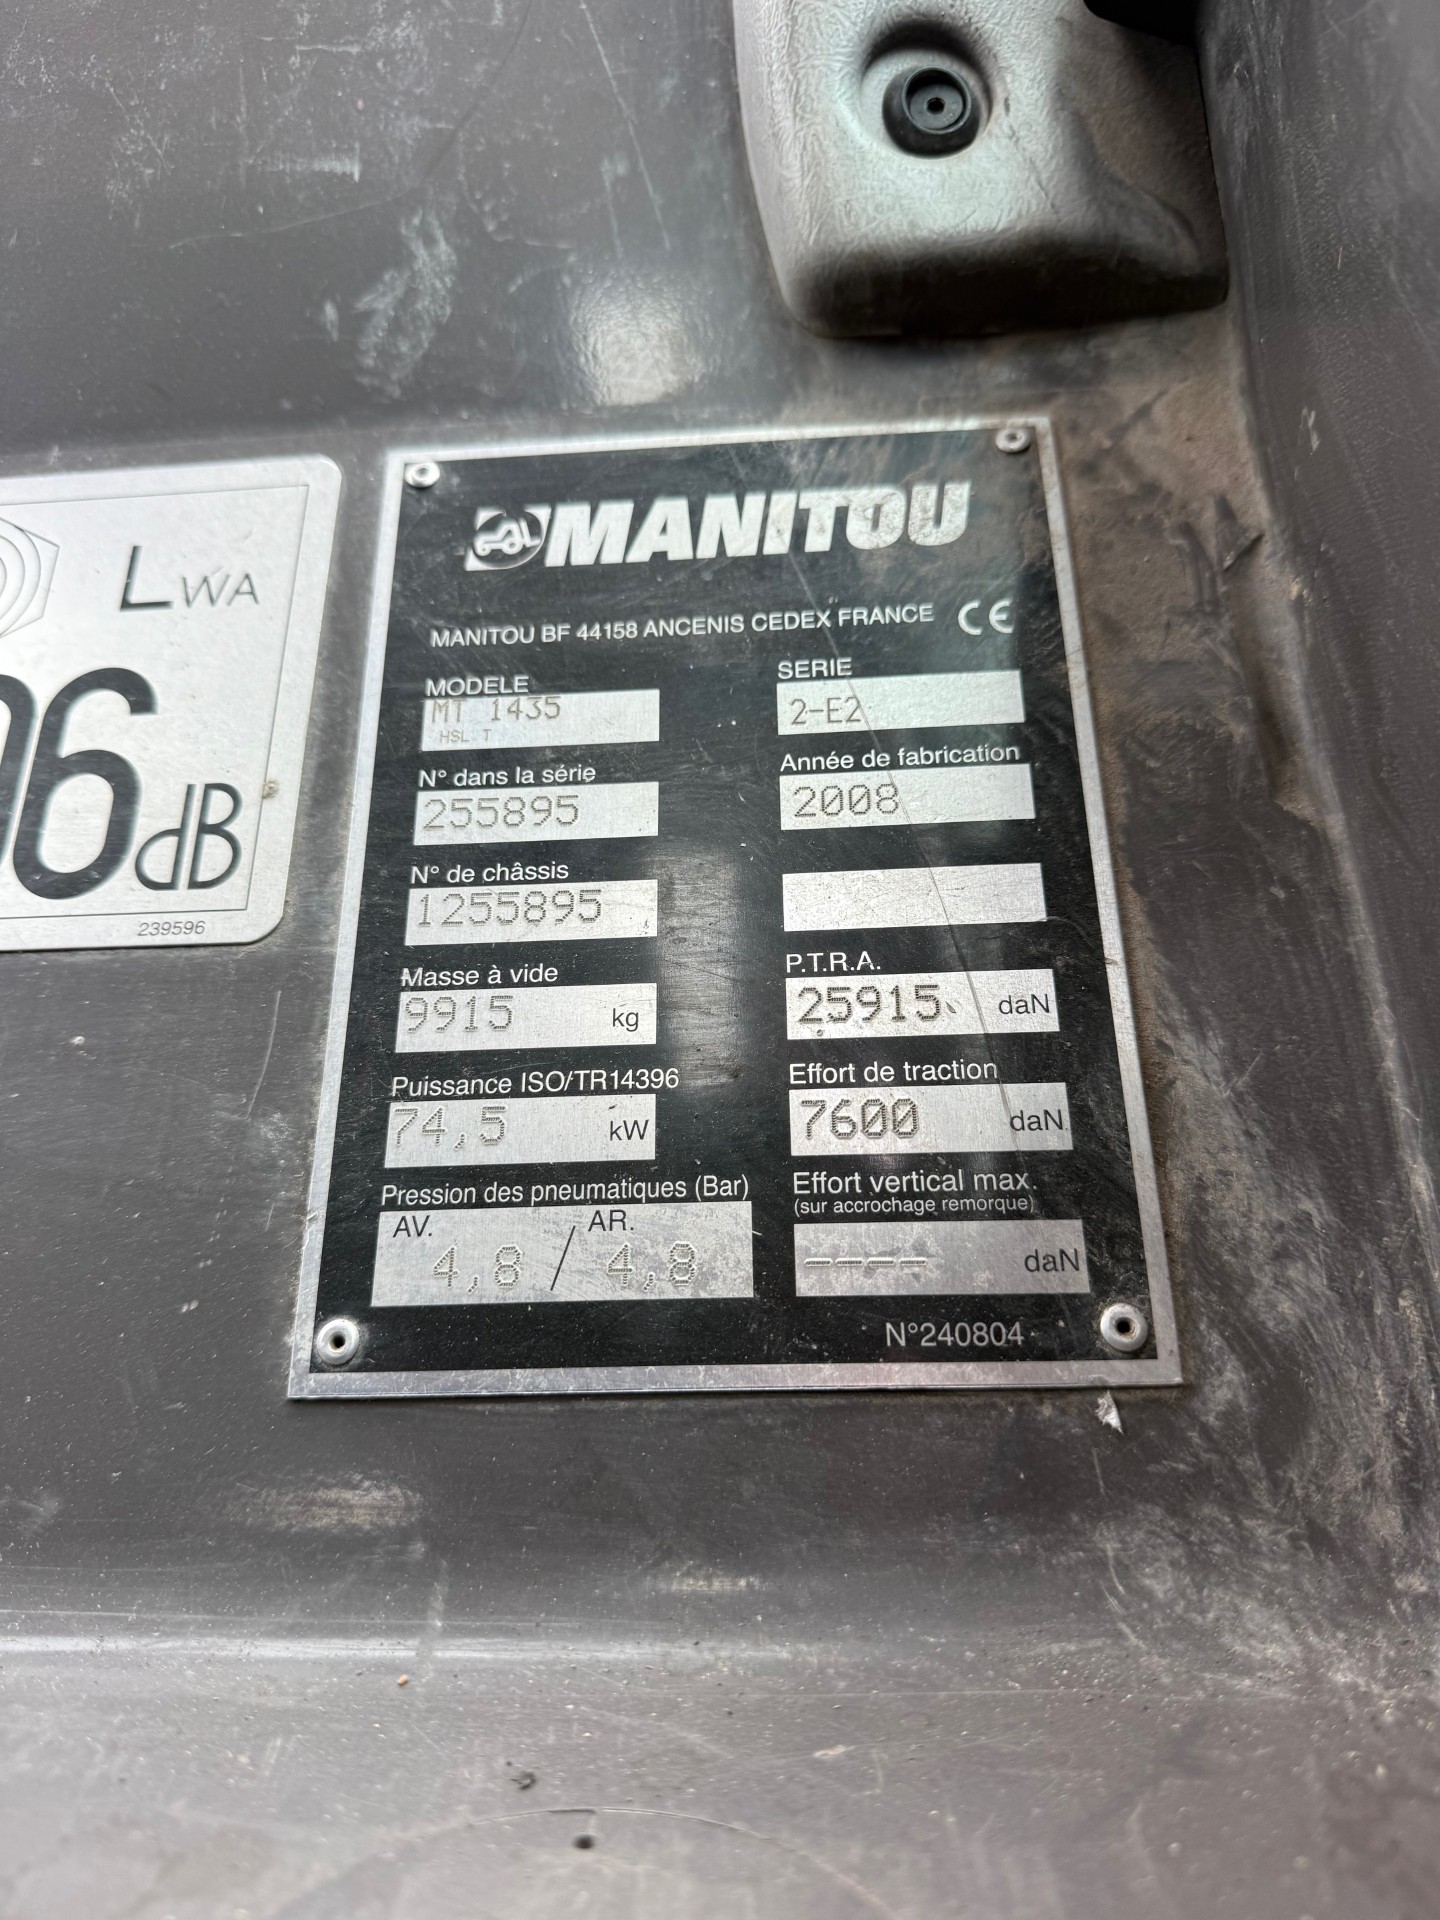 LWA
06 dB
239596
MANITOU
MANITOU BF 44158 ANCENIS CEDEX FRANCE CE
MODELE
MT 1435
HSL T
SERIE
2-E2
N° dans la série
255895
Année de fabrication
2008
N° de châssis
1255895
Masse à vide
9915 kg
P.T.R.A.
25915 daN
Puissance ISO/TR14396
74,5 kW
Effort de traction
7600 daN
Pression des pneumatiques (Bar)
AV. AR.
4,8 / 4,8
Effort vertical max.
(sur accrochage remorque)
---- daN
N°240804